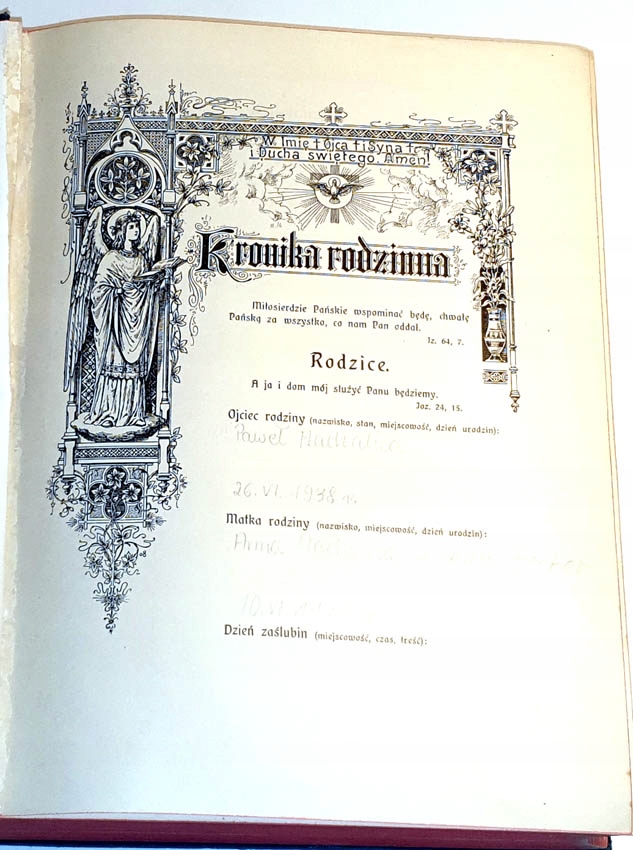 W Imię † Ojca † i Syna †
i Ducha świętego. Amen!
Kronika rodzinna
Miłosierdzie Pańskie wspominać będę, chwałę
Pańską za wszystko, co nam Pan oddał.
Iz. 64, 7.
Rodzice.
A ja i dom mój służyć Panu będziemy.
Joz. 24, 15.
Ojciec rodziny (nazwisko, stan, miejscowość, dzień urodzin):
Paweł
26. VI. 1938
Matka rodziny (nazwisko, miejscowość, dzień urodzin):
Anna
10. VI.
Dzień zaślubin (miejscowość, czas, treść):